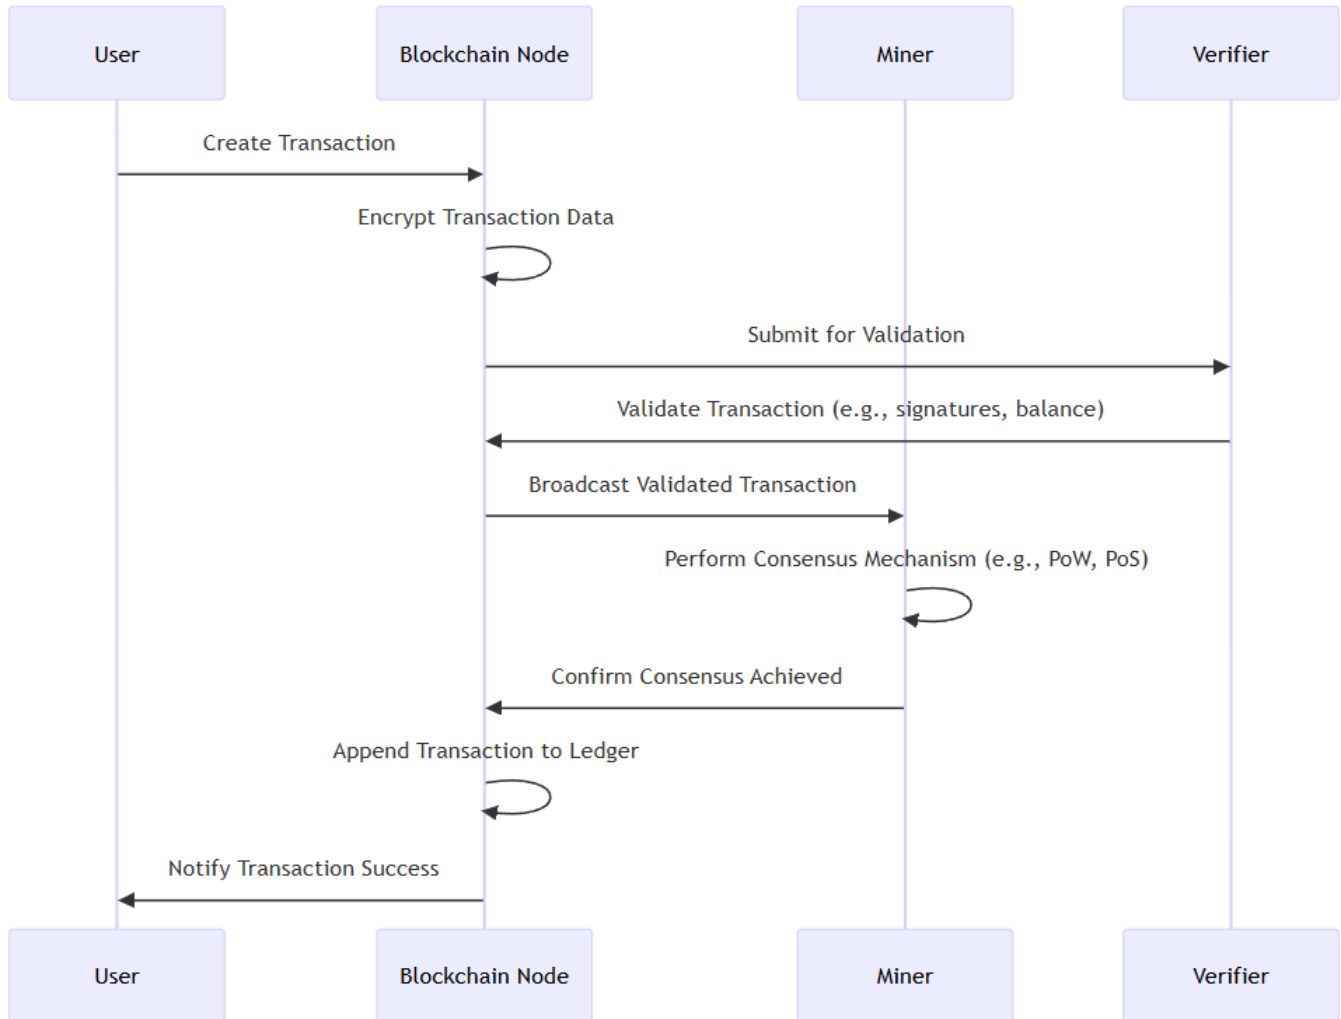 User
Blockchain Node
Miner
Verifier
Create Transaction
Encrypt Transaction Data
Submit for Validation
Validate Transaction (e.g., signatures, balance)
Broadcast Validated Transaction
Perform Consensus Mechanism (e.g., PoW, PoS)
Confirm Consensus Achieved
Append Transaction to Ledger
Notify Transaction Success
User
Blockchain Node
Miner
Verifier